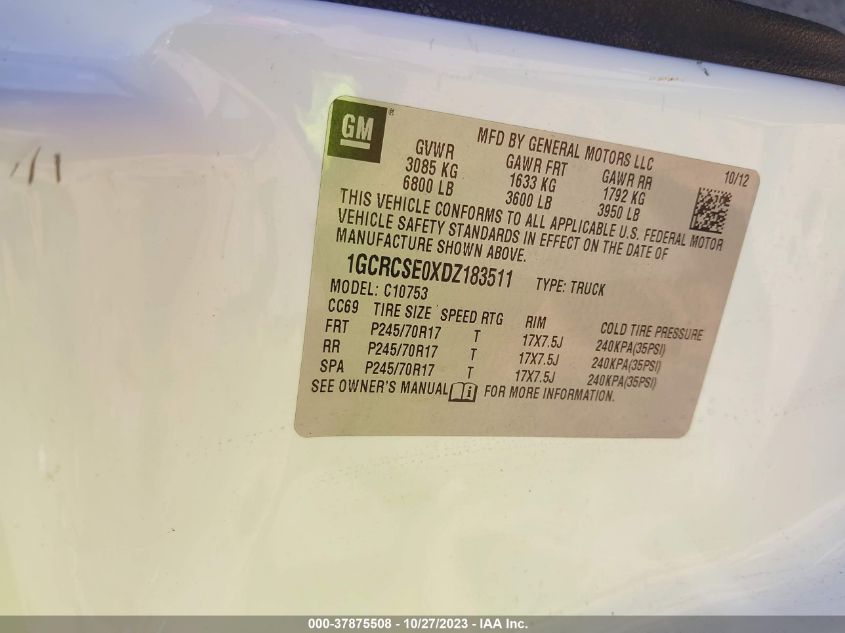 GM ®
MFD BY GENERAL MOTORS LLC
10/12
GVWR GAWR FRT GAWR RR
3085 KG 1633 KG 1792 KG
6800 LB 3600 LB 3950 LB
THIS VEHICLE CONFORMS TO ALL APPLICABLE U.S. FEDERAL MOTOR
VEHICLE SAFETY STANDARDS IN EFFECT ON THE DATE OF
MANUFACTURE SHOWN ABOVE.
1GCRCSE0XDZ183511 TYPE: TRUCK
MODEL: C10753
CC69 TIRE SIZE SPEED RTG RIM COLD TIRE PRESSURE
FRT P245/70R17 T 17X7.5J 240KPA(35PSI)
RR P245/70R17 T 17X7.5J 240KPA(35PSI)
SPA P245/70R17 T 17X7.5J 240KPA(35PSI)
SEE OWNER'S MANUAL i FOR MORE INFORMATION.
000-37875508 - 10/27/2023 - IAA Inc.